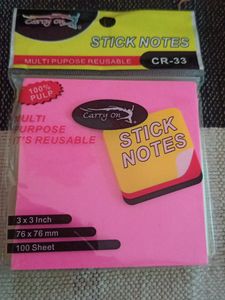 Carry On
STICK NOTES
MULTI PUPOSE REUSABLE
CR-33
100%
PULP
MULTI
PURPOSE
IT'S REUSABLE
Carry On
STICK
NOTES
3 x 3 Inch
76 x 76 mm
100 Sheet